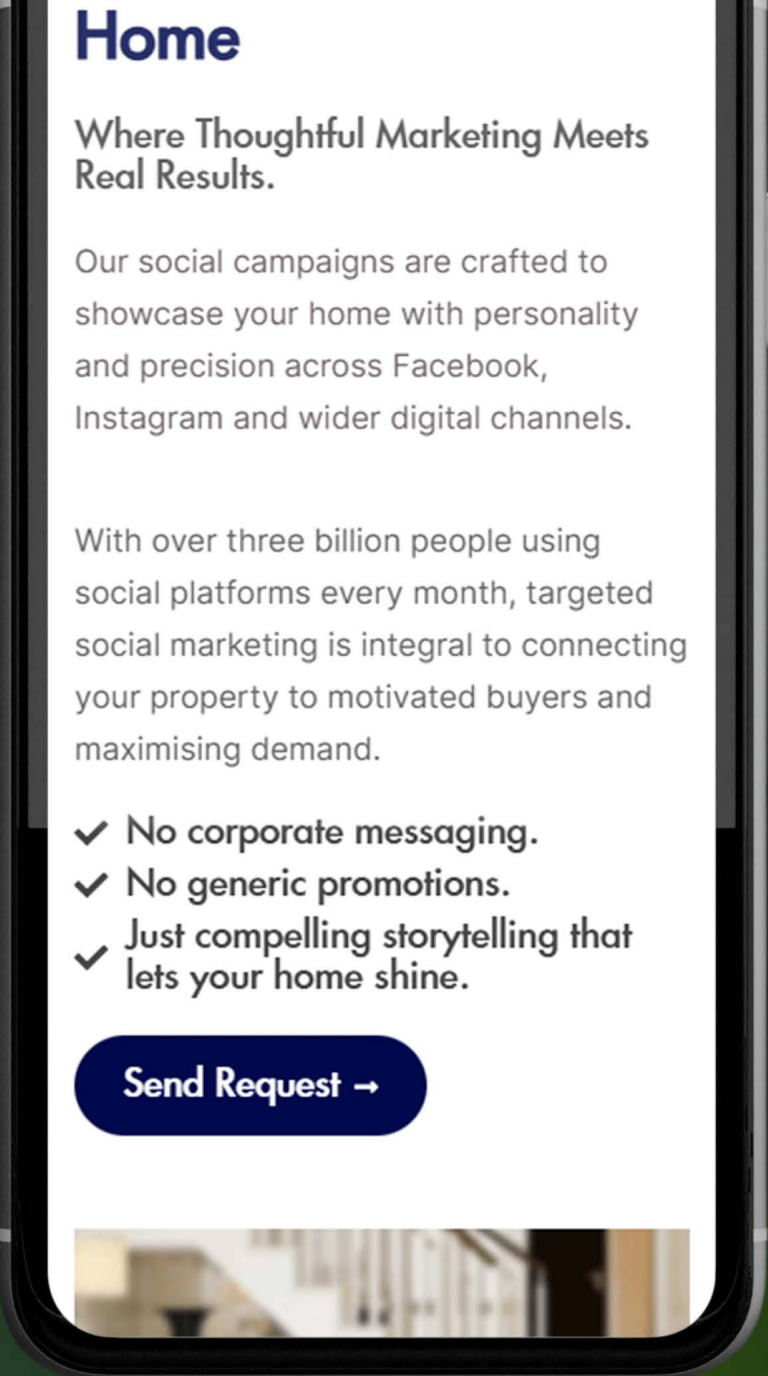 Home
Where Thoughtful Marketing Meets
Real Results.
Our social campaigns are crafted to
showcase your home with personality
and precision across Facebook,
Instagram and wider digital channels.
With over three billion people using
social platforms every month, targeted
social marketing is integral to connecting
your property to motivated buyers and
maximising demand.
No corporate messaging.
No generic promotions.
Just compelling storytelling that
lets your home shine.
Send Request →